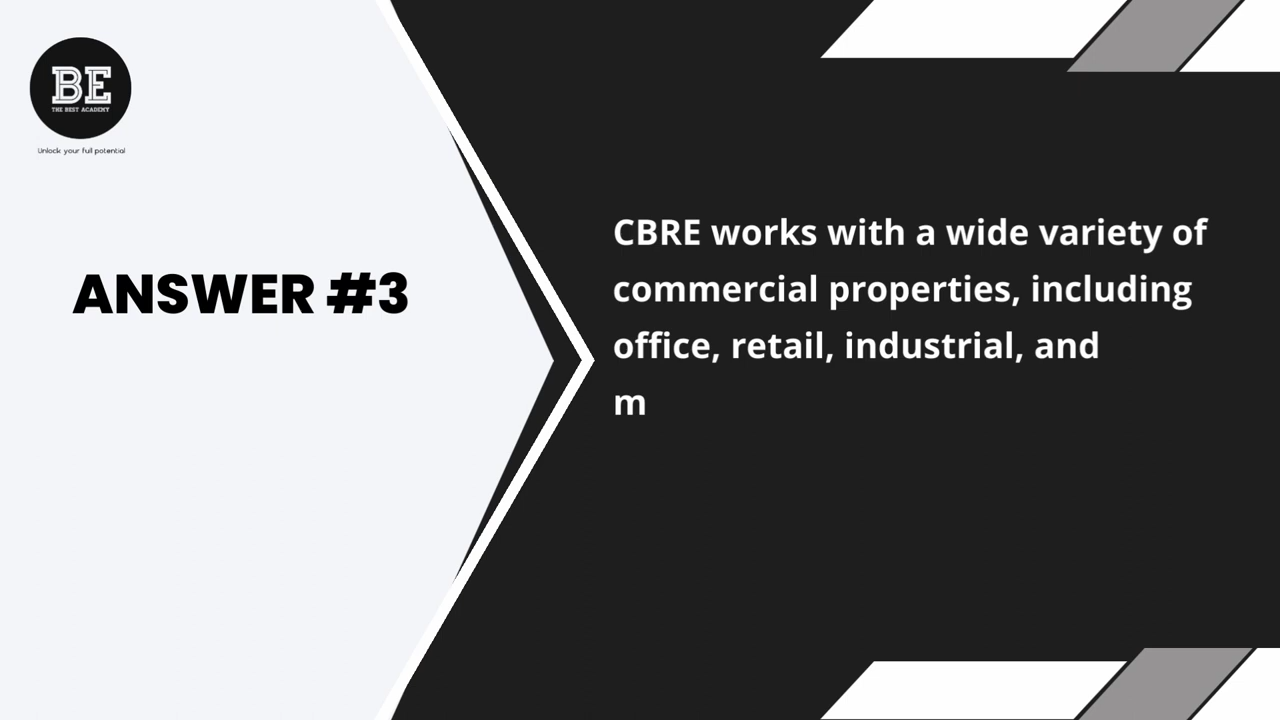 BE
THE BEST ACADEMY
Unlock your full potential
ANSWER #3
CBRE works with a wide variety of
commercial properties, including
office, retail, industrial, and
m